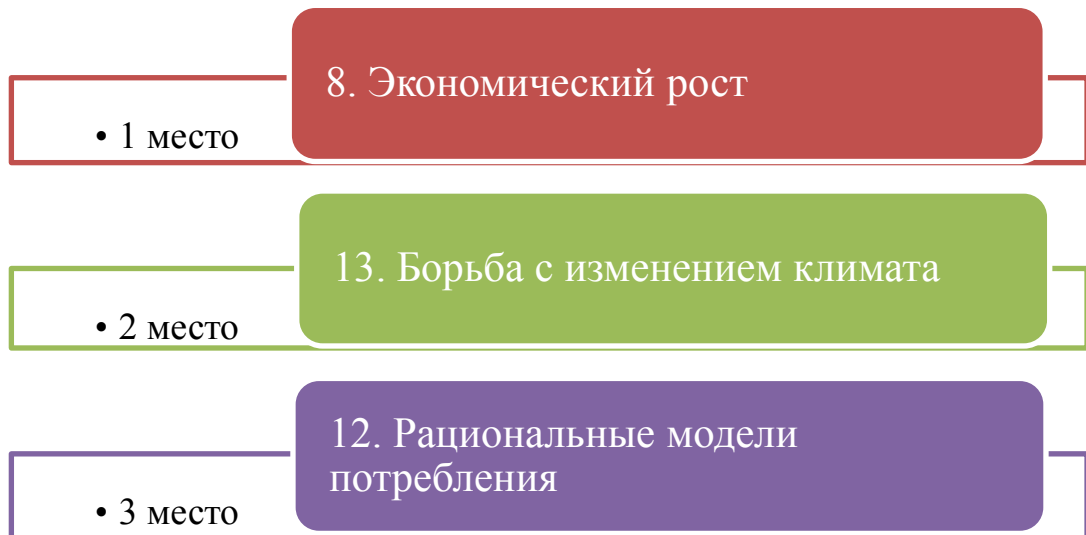 8. Экономический рост
• 1 место
13. Борьба с изменением климата
• 2 место
12. Рациональные модели
потребления
• 3 место